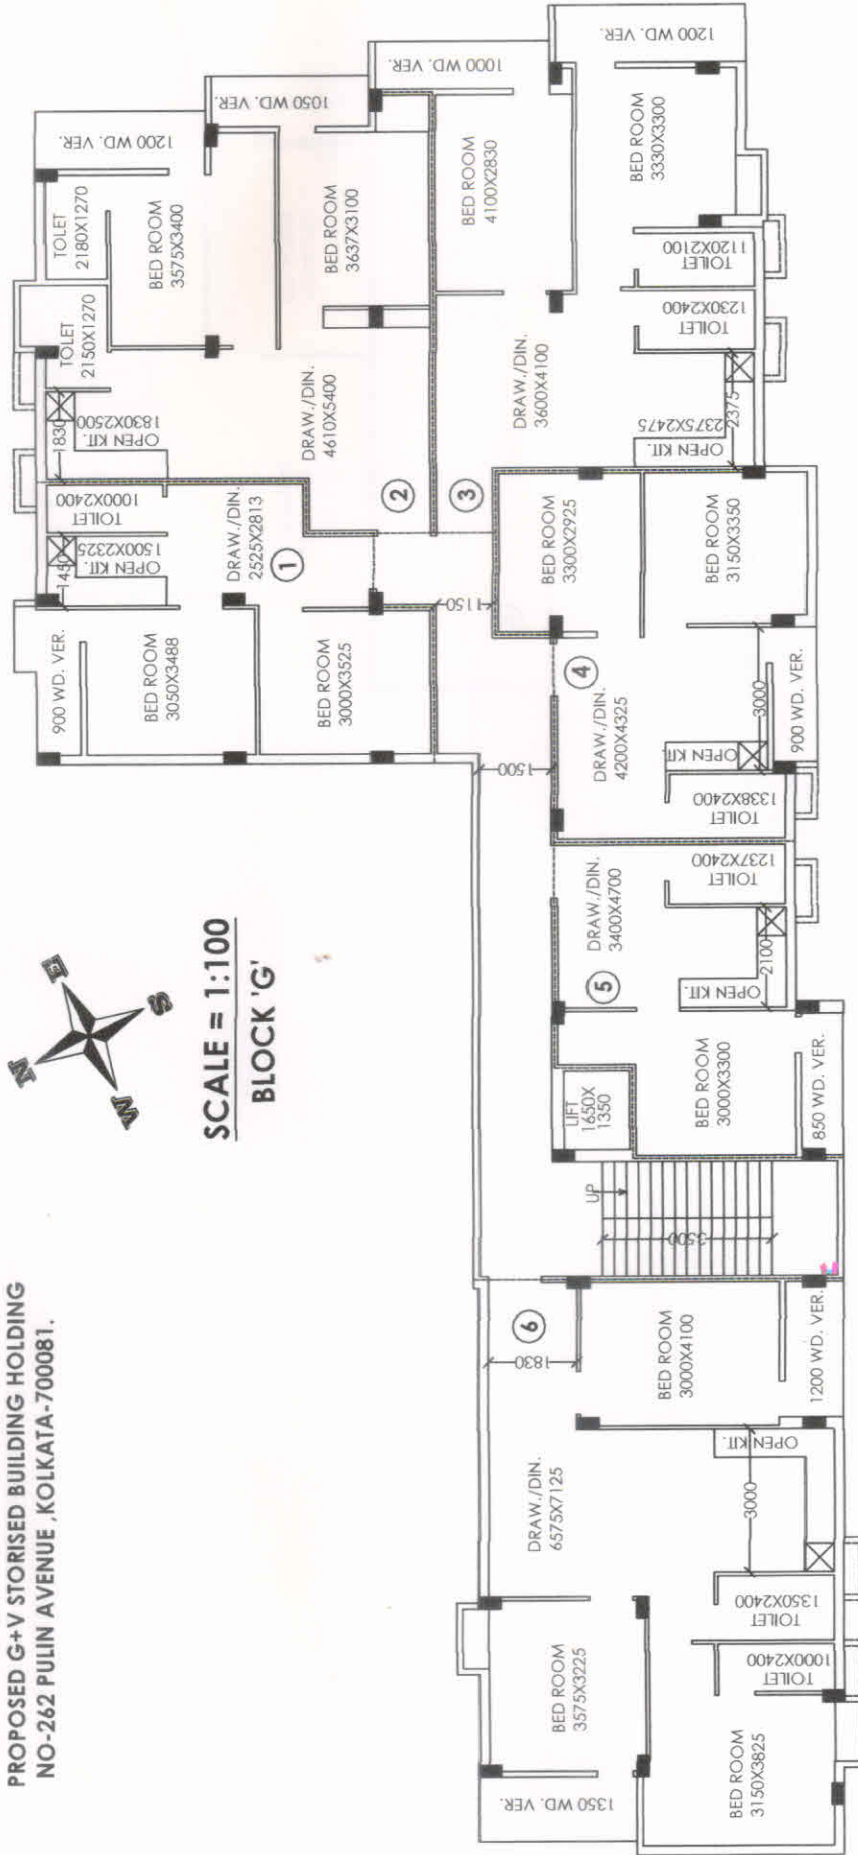 PROPOSED G+V STORISED BUILDING HOLDING
NO-262 PULIN AVENUE ,KOLKATA-700081.
N
E
S
W
SCALE = 1:100
BLOCK 'G'
900 WD. VER.
BED ROOM
3050X3488
BED ROOM
3000X3525
1450
OPEN KIT.
1500X2325
TOILET
1000X2400
DRAW./DIN.
2525X2813
1
1830
OPEN KIT.
1830X2500
TOLET
2150X1270
TOLET
2180X1270
1200 WD. VER.
BED ROOM
3575X3400
1050 WD. VER.
BED ROOM
3637X3100
DRAW./DIN.
4610X5400
2
3
1000 WD. VER.
BED ROOM
4100X2830
1200 WD. VER.
BED ROOM
3330X3300
DRAW./DIN.
3600X4100
TOILET
1120X2100
TOILET
1230X2400
OPEN KIT.
2375X2475
2375
1150
BED ROOM
3300X2925
BED ROOM
3150X3350
4
DRAW./DIN.
4200X4325
3000
900 WD. VER.
OPEN KIT.
TOILET
1338X2400
1500
DRAW./DIN.
3400X4700
TOILET
1237X2400
5
OPEN KIT.
2100
BED ROOM
3000X3300
850 WD. VER.
LIFT
1650X
1350
UP
3500
6
1830
BED ROOM
3000X4100
1200 WD. VER.
DRAW./DIN.
6575X7125
OPEN KIT.
3000
TOILET
1350X2400
TOILET
1000X2400
BED ROOM
3575X3225
1350 WD. VER.
BED ROOM
3150X3825